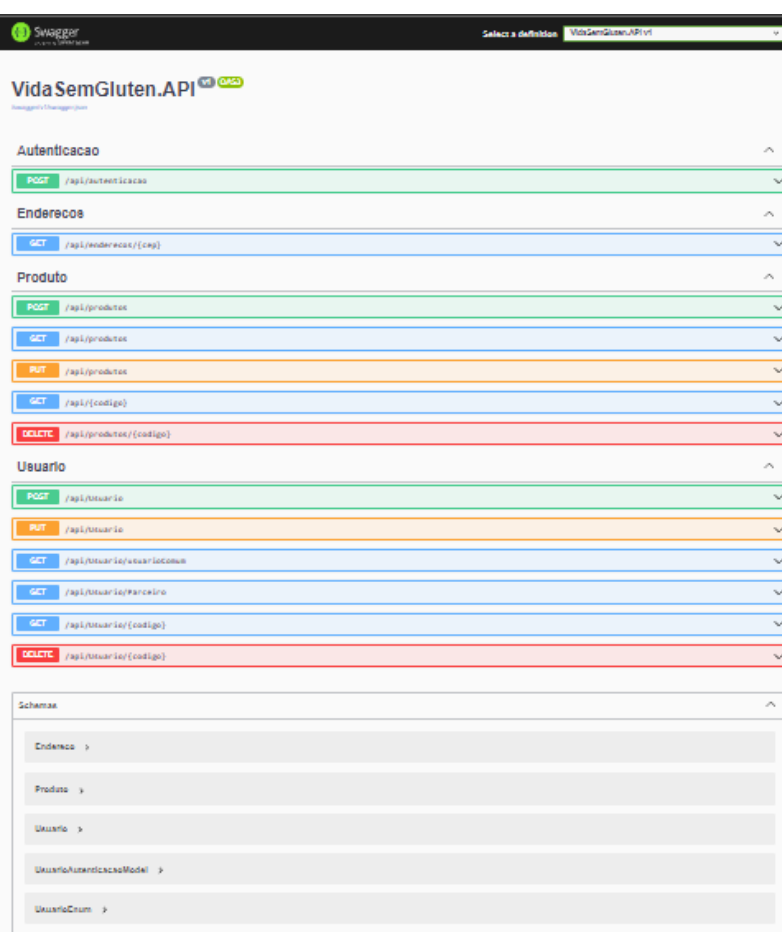 Swagger
Select a definition VidaSemGluten.API v1
VidaSemGluten.API v1 OAS3
Autenticacao
POST /api/autenticacao
Enderecos
GET /api/enderecos/{cep}
Produto
POST /api/produtos
GET /api/produtos
PUT /api/produtos
GET /api/{codigo}
DELETE /api/produtos/{codigo}
Usuario
POST /api/Usuario
PUT /api/Usuario
GET /api/Usuario/usuarioComum
GET /api/Usuario/Parceiro
GET /api/Usuario/{codigo}
DELETE /api/Usuario/{codigo}
Schemas
Endereco >
Produto >
Usuario >
UsuarioAutenticacaoModel >
UsuarioEnum >